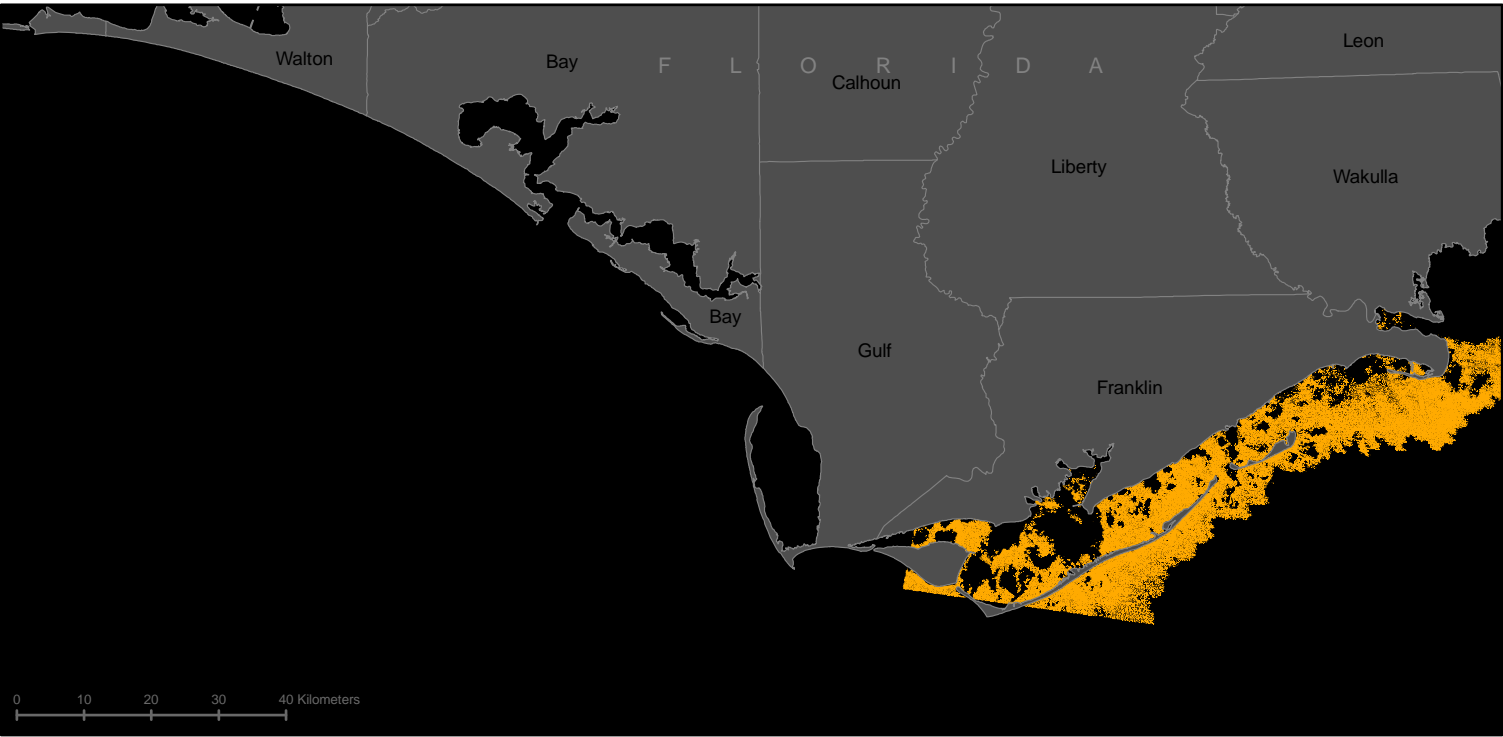 Leon
Walton
Bay
F L O R I D A
Calhoun
Liberty
Wakulla
Bay
Gulf
Franklin
0 10 20 30 40 Kilometers